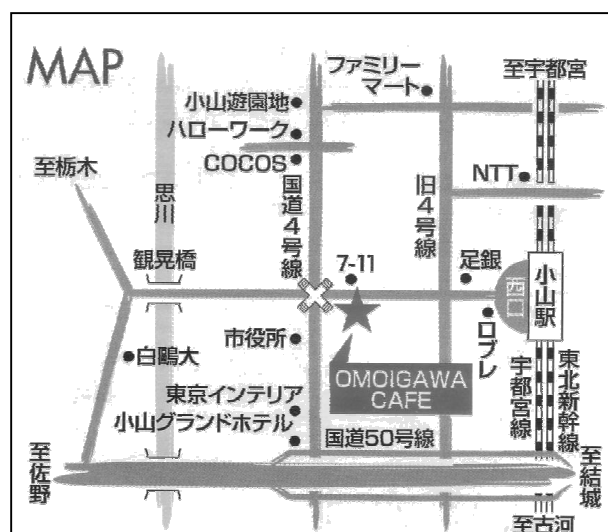 MAP
ファミリー
マート
至宇都宮
小山遊園地
ハローワーク
COCOS
至栃木
思川
国道4号線
旧4号線
NTT
観晃橋
7-11
足銀
西口
小山駅
ロブレ
市役所
白鷗大
OMOIGAWA
CAFE
宇都宮線
東北新幹線
東京インテリア
小山グランドホテル
国道50号線
至佐野
至結城
至古河